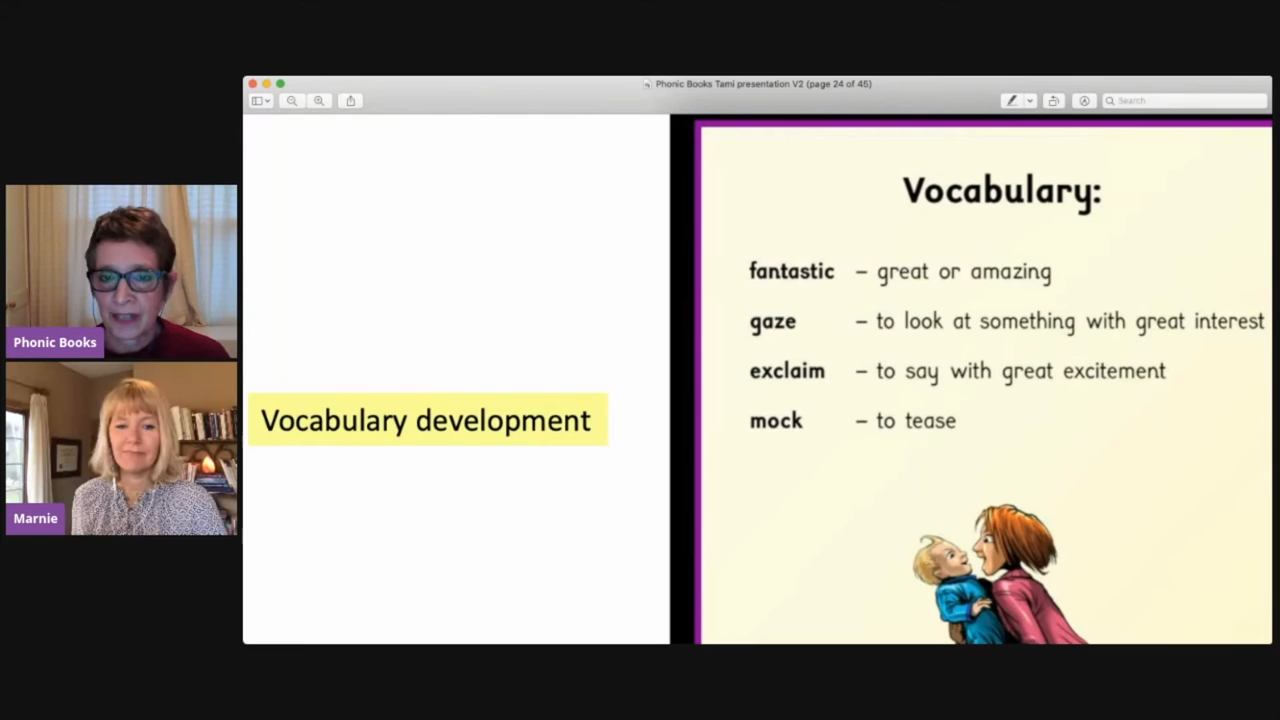 Phonic Books Tami presentation V2 (page 24 of 45)
Search
Vocabulary:
fantastic – great or amazing
gaze – to look at something with great interest
exclaim – to say with great excitement
mock – to tease
Vocabulary development
Phonic Books
Marnie